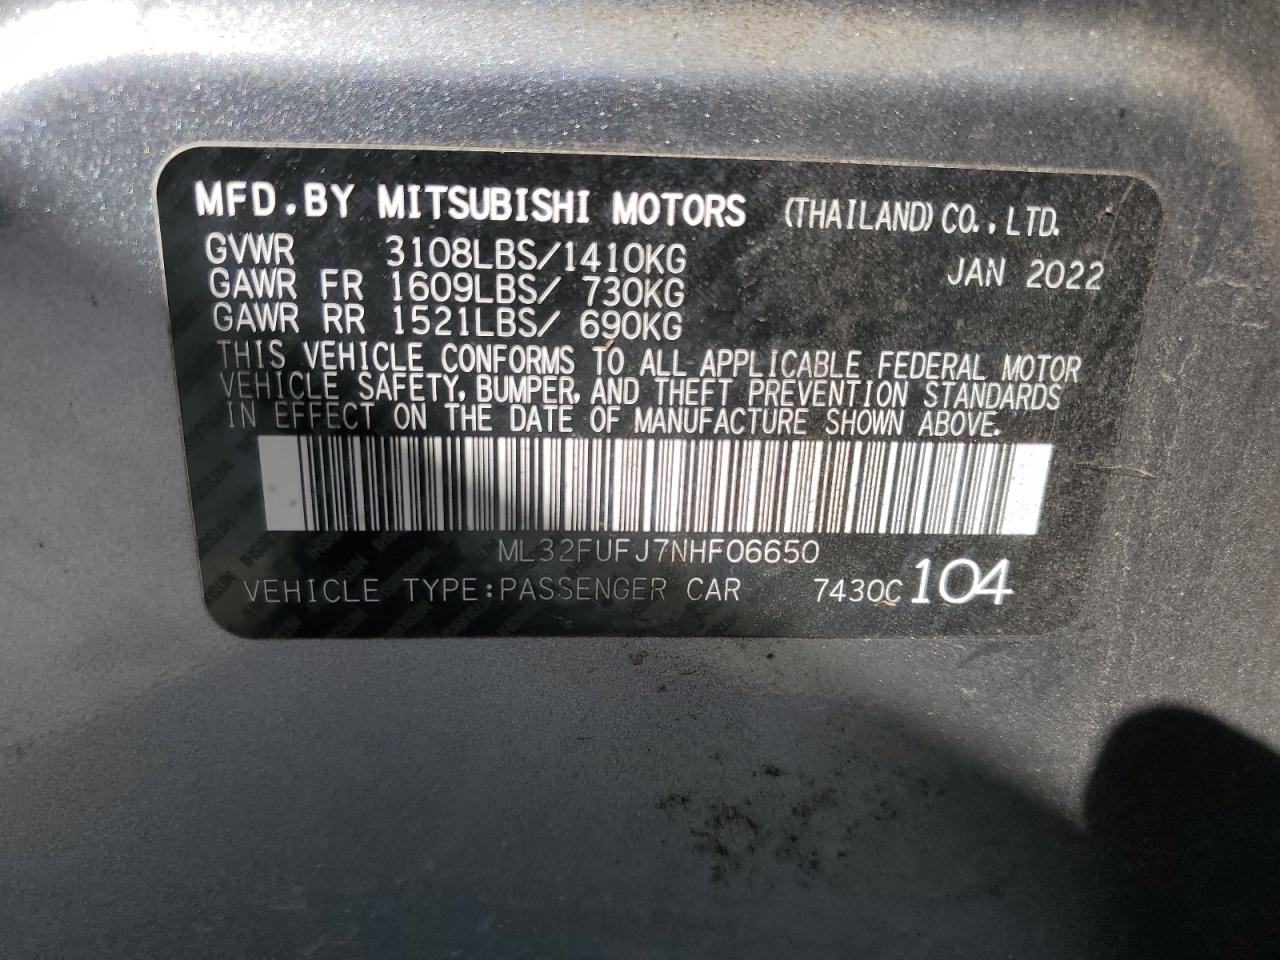 MFD.BY MITSUBISHI MOTORS (THAILAND) CO., LTD.
GVWR 3108LBS/1410KG JAN 2022
GAWR FR 1609LBS/ 730KG
GAWR RR 1521LBS/ 690KG
THIS VEHICLE CONFORMS TO ALL APPLICABLE FEDERAL MOTOR
VEHICLE SAFETY, BUMPER, AND THEFT PREVENTION STANDARDS
IN EFFECT ON THE DATE OF MANUFACTURE SHOWN ABOVE.
ML32FUFJ7NHF06650
VEHICLE TYPE:PASSENGER CAR 7430C 104